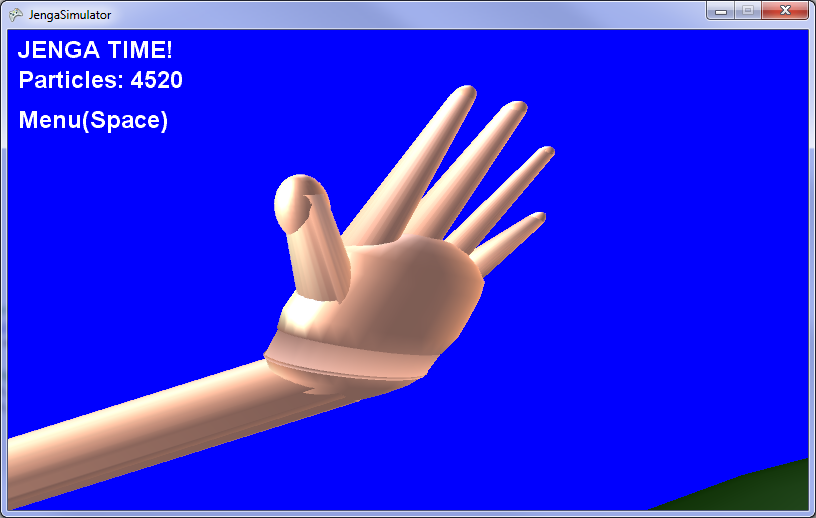 JengaSimulator
JENGA TIME!
Particles: 4520
Menu(Space)